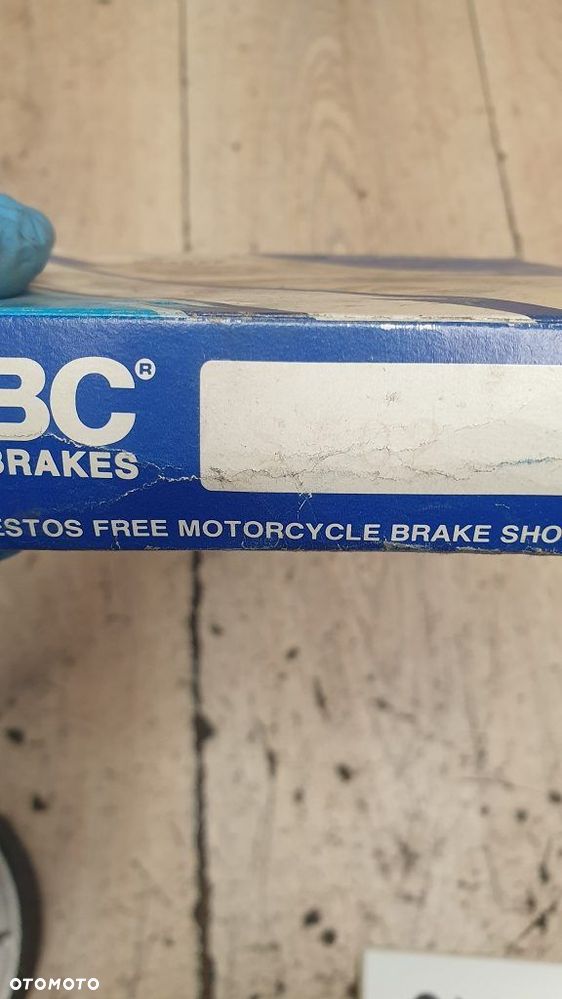 BC®
BRAKES
ESTOS FREE MOTORCYCLE BRAKE SHO
OTOMOTO